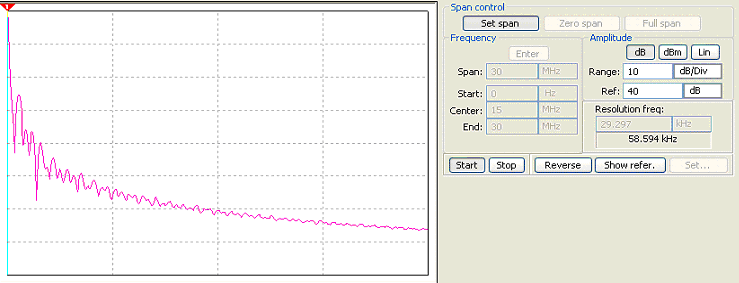 1
Span control
Set span Zero span Full span
Frequency
Enter
Span: 30 MHz
Start: 0 Hz
Center: 15 MHz
End: 30 MHz
Amplitude
dB dBm Lin
Range: 10 dB/Div
Ref: 40 dB
Resolution freq:
29.297 kHz
58.594 kHz
Start Stop Reverse Show refer. Set...